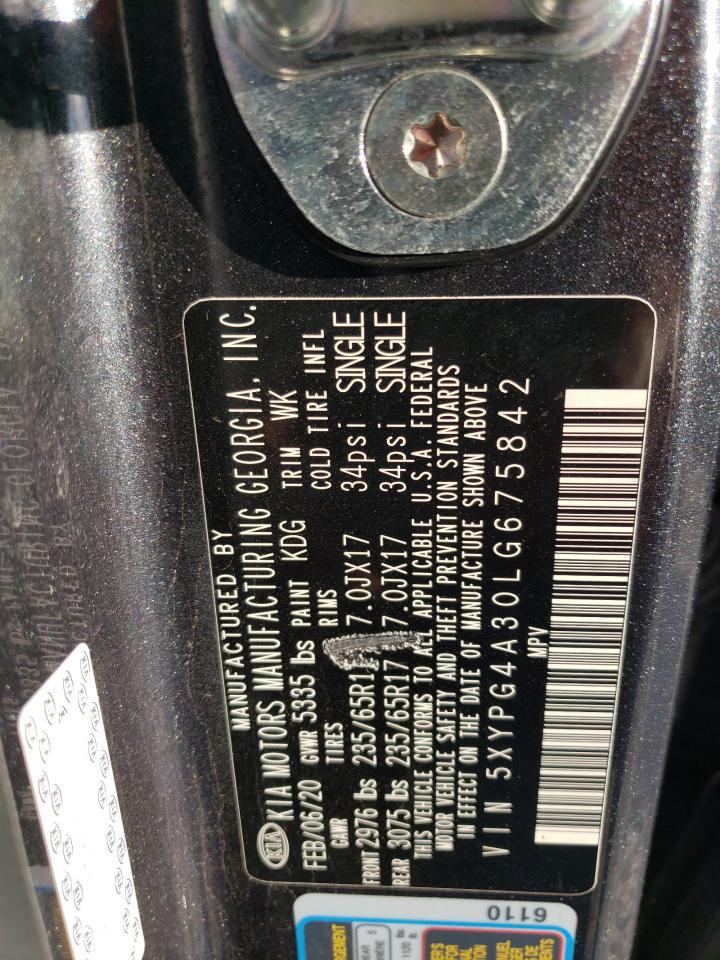 MANUFACTURED BY
KIA KIA MOTORS MANUFACTURING GEORGIA, INC.
FEB/06/20 GVWR 5335 lbs PAINT KDG TRIM WK
GAWR TIRES RIMS COLD TIRE INFL
FRONT 2976 lbs 235/65R17 7.0JX17 34psi SINGLE
REAR 3075 lbs 235/65R17 7.0JX17 34psi SINGLE
THIS VEHICLE CONFORMS TO ALL APPLICABLE U.S.A. FEDERAL
MOTOR VEHICLE SAFETY AND THEFT PREVENTION STANDARDS
IN EFFECT ON THE DATE OF MANUFACTURE SHOWN ABOVE
VIN 5XYPG4A30LG675842
MPV
6110